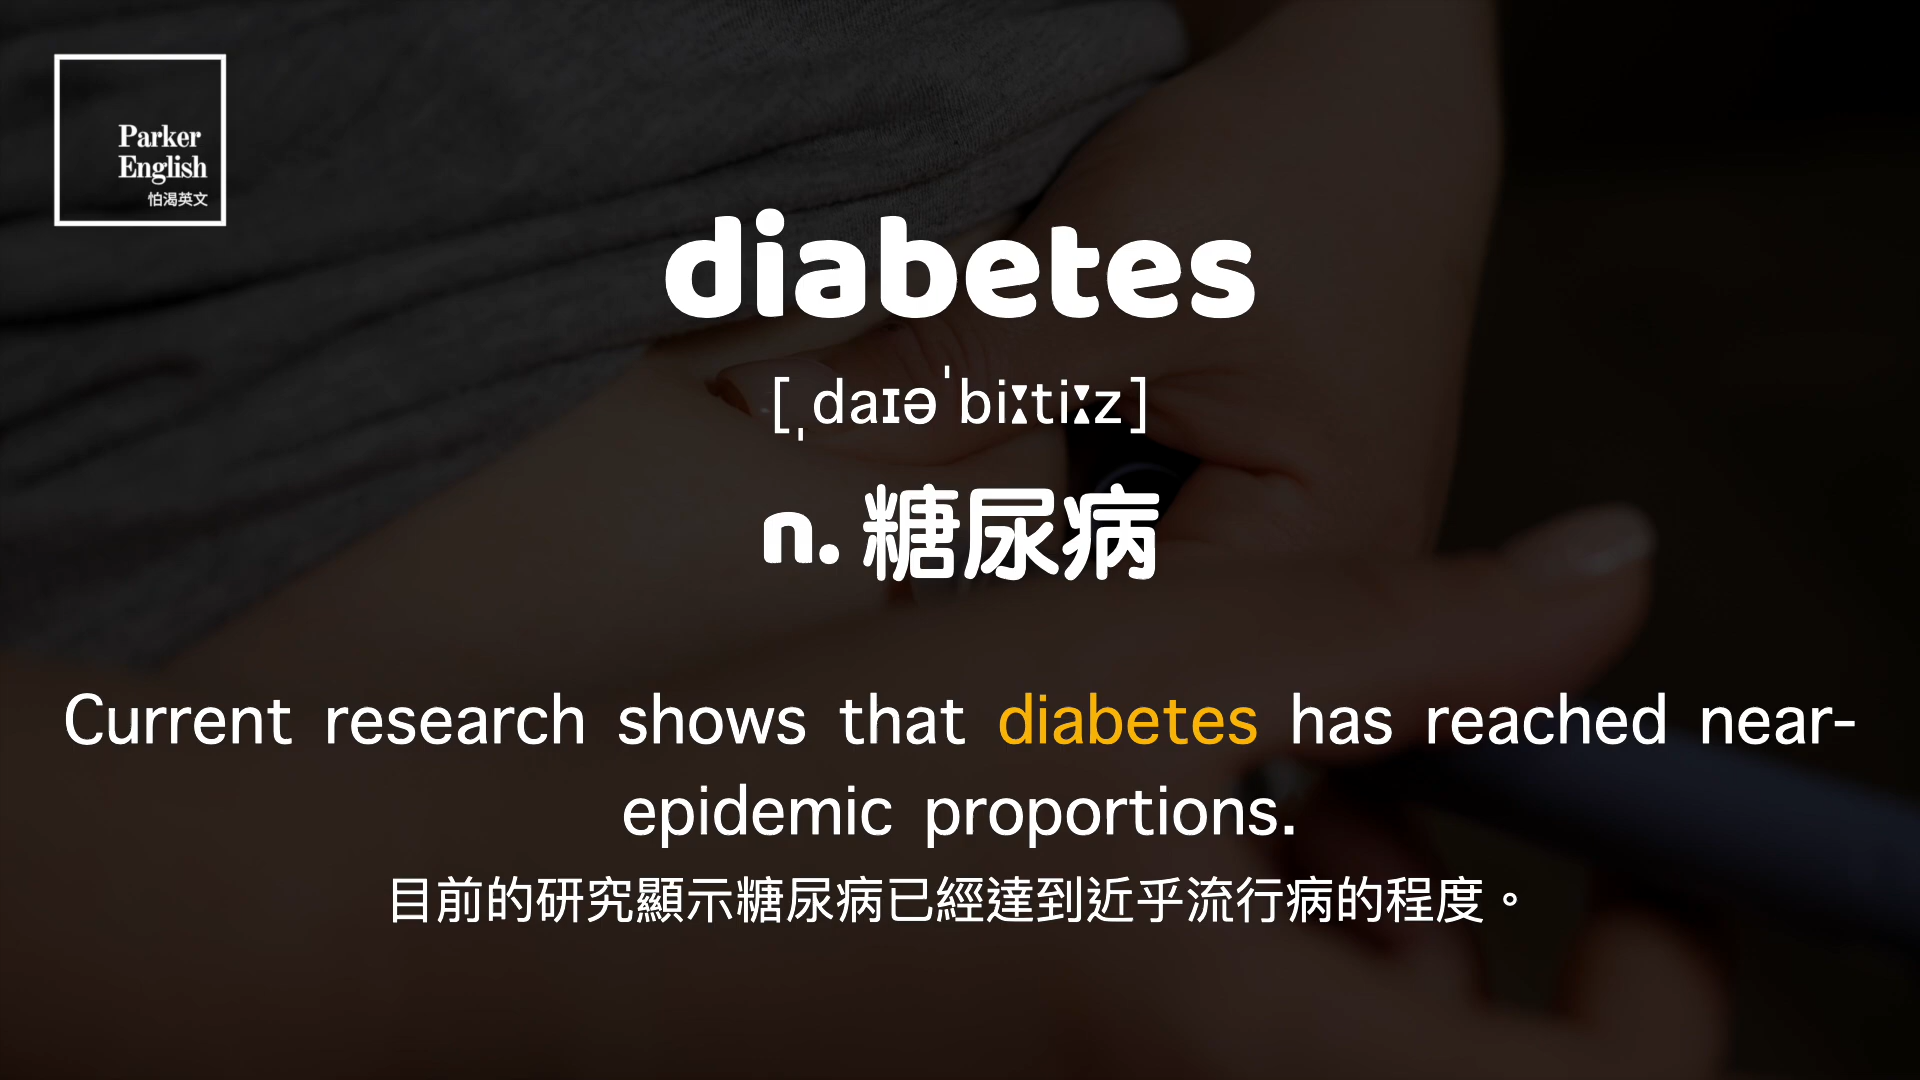 Parker
English
怕渴英文
diabetes
[ˌdaɪəˈbiːtiːz]
n. 糖尿病
Current research shows that diabetes has reached near-
epidemic proportions.
目前的研究顯示糖尿病已經達到近乎流行病的程度。